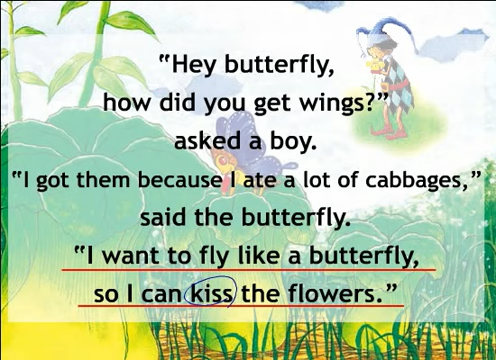 “Hey butterfly,
how did you get wings?”
asked a boy.
“I got them because I ate a lot of cabbages,”
said the butterfly.
“I want to fly like a butterfly,
so I can kiss the flowers.”